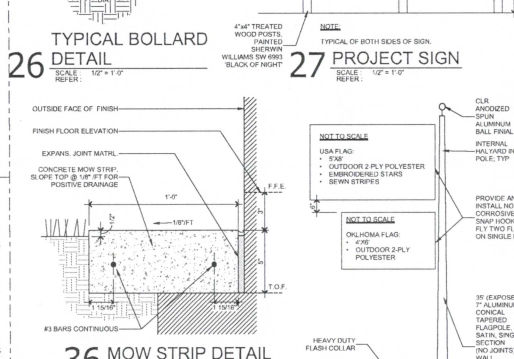 TYPICAL BOLLARD
DETAIL
26
SCALE : 1/2" = 1'-0"
REFER :
4"x4" TREATED
WOOD POSTS,
PAINTED
SHERWIN
WILLIAMS SW 6993
'BLACK OF NIGHT'
NOTE:
TYPICAL OF BOTH SIDES OF SIGN.
27 PROJECT SIGN
SCALE : 1/2" = 1'-0"
REFER :
OUTSIDE FACE OF FINISH
FINISH FLOOR ELEVATION
EXPANS. JOINT MATRL.
CONCRETE MOW STRIP.
SLOPE TOP @ 1/8" /FT FOR
POSITIVE DRAINAGE
F.F.E.
1'-0"
1/8"/FT
1/2"
3"
5"
T.O.F.
1 15/16"
1 15/16"
#3 BARS CONTINUOUS
36 MOW STRIP DETAIL
NOT TO SCALE
USA FLAG:
• 5'X8'
• OUTDOOR 2-PLY POLYESTER
• EMBROIDERED STARS
• SEWN STRIPES
6"
NOT TO SCALE
OKLHOMA FLAG:
• 4'X6'
• OUTDOOR 2-PLY
POLYESTER
CLR
ANODIZED
SPUN
ALUMINUM
BALL FINIAL
INTERNAL
HALYARD IN
POLE, TYP
PROVIDE AN
INSTALL NO
CORROSIVE
SNAP HOOK
FLY TWO FL
ON SINGLE
35' (EXPOSE
7" ALUMINU
CONICAL
TAPERED
FLAGPOLE,
SATIN, SING
SECTION
(NO JOINTS
HEAVY DUTY
FLASH COLLAR